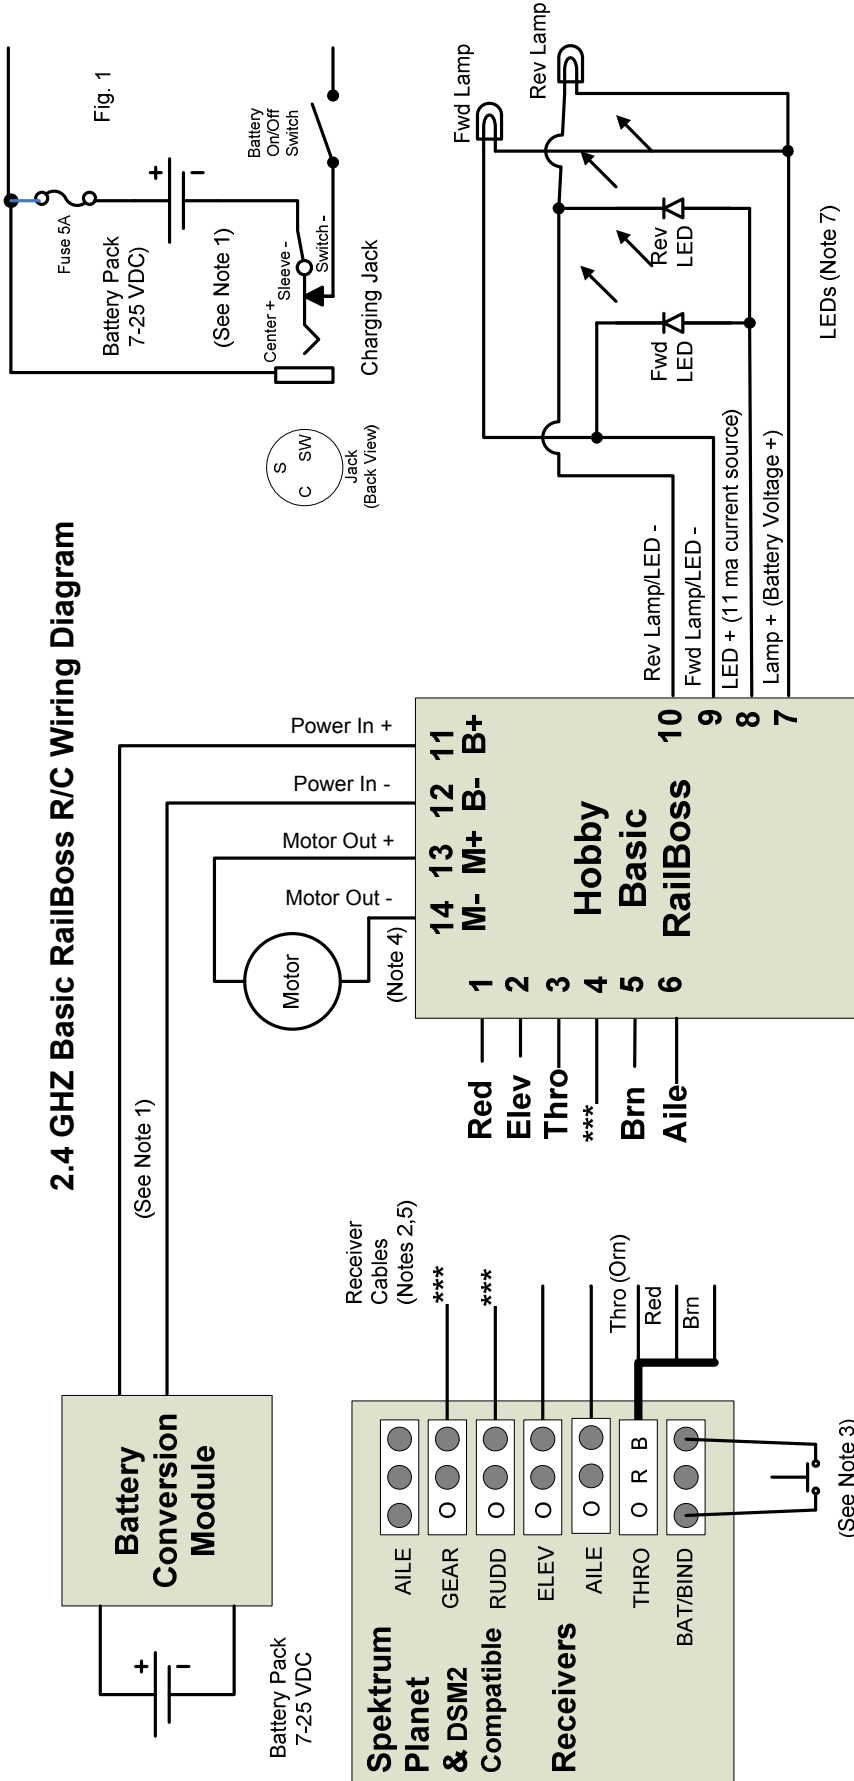 2.4 GHZ Basic RailBoss R/C Wiring Diagram
Battery
Conversion
Module
+
-
Battery Pack
7-25 VDC
(See Note 1)
Power In +
Power In -
Motor Out +
Motor Out -
Motor
(Note 4)
14 13 12 11
M- M+ B- B+
Hobby
Basic
RailBoss
1
2
3
4
5
6
Red
Elev
Thro
***
Brn
Aile
10
9
8
7
Rev Lamp/LED -
Fwd Lamp/LED -
LED + (11 ma current source)
Lamp + (Battery Voltage +)
Fwd
LED
Rev
LED
Fwd Lamp
Rev Lamp
LEDs (Note 7)
Spektrum
Planet
& DSM2
Compatible
Receivers
AILE
GEAR O
RUDD O
ELEV O
AILE O
THRO O R B
BAT/BIND
Receiver
Cables
(Notes 2,5)
***
***
Thro (Orn)
Red
Brn
(See Note 3)
Fig. 1
Fuse 5A
+
-
Battery Pack
7-25 VDC)
(See Note 1)
Battery
On/Off
Switch
Center +
Sleeve -
Switch -
Charging Jack
S
C SW
Jack
(Back View)